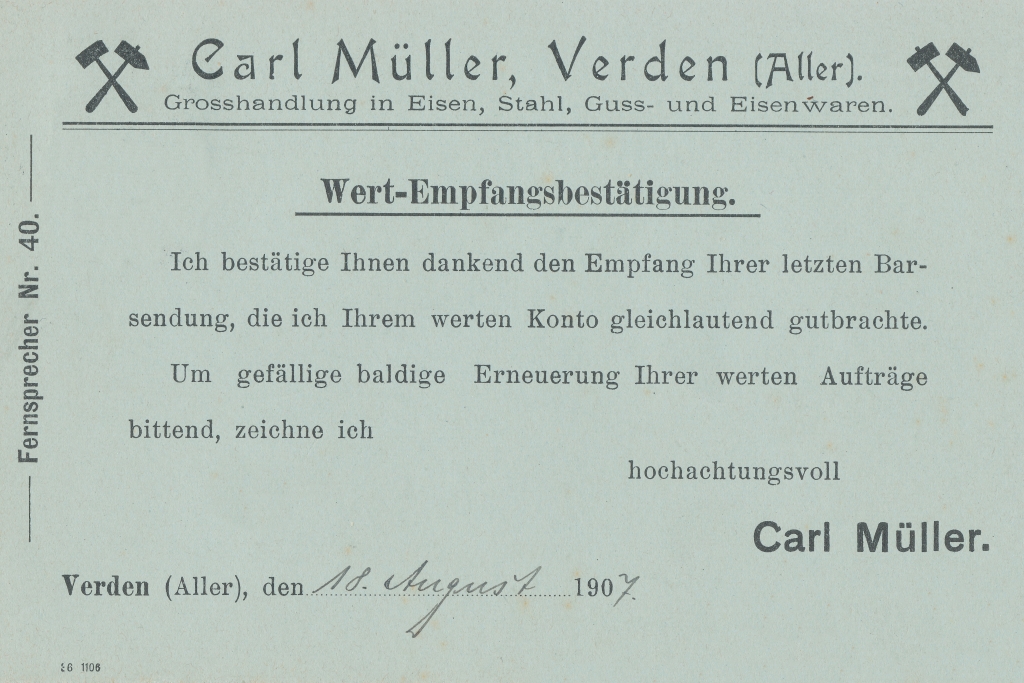 Carl Müller, Verden (Aller).
Grosshandlung in Eisen, Stahl, Guss- und Eisenwaren.
Fernsprecher Nr. 40.
Wert-Empfangsbestätigung.
Ich bestätige Ihnen dankend den Empfang Ihrer letzten Bar-
sendung, die ich Ihrem werten Konto gleichlautend gutbrachte.
Um gefällige baldige Erneuerung Ihrer werten Aufträge
bittend, zeichne ich
hochachtungsvoll
Carl Müller.
Verden (Aller), den 18. August 1907
1106